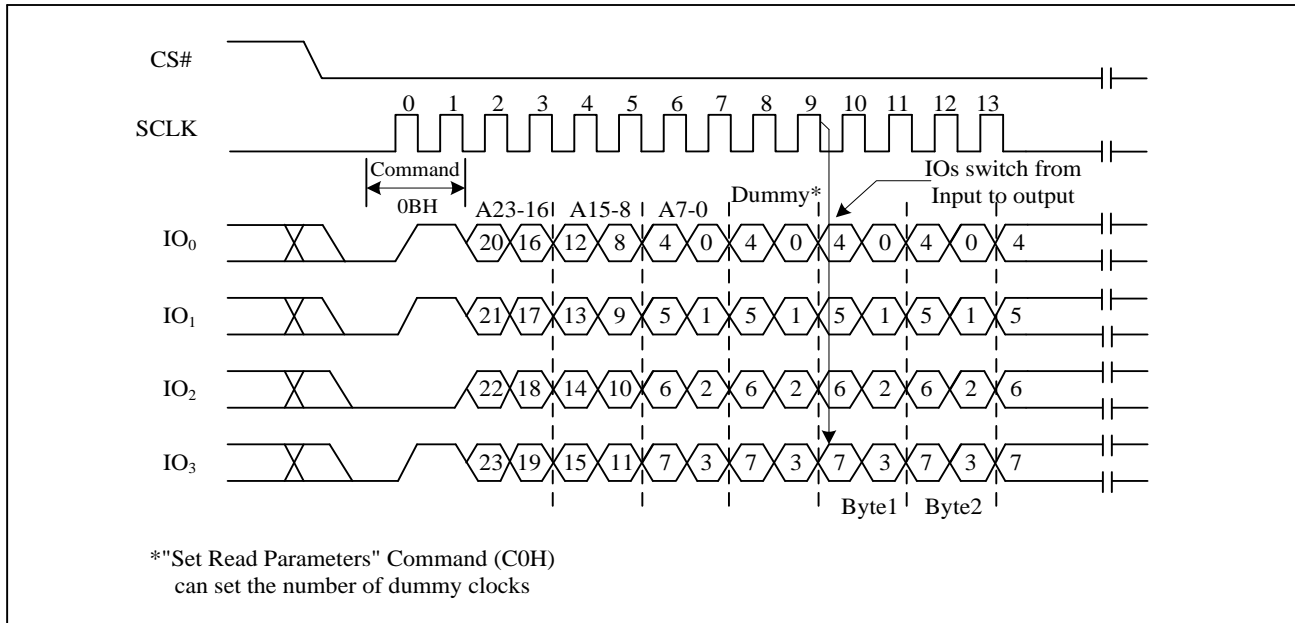 CS#
0 1 2 3 4 5 6 7 8 9 10 11 12 13
SCLK
Command
IOs switch from
Input to output
0BH
Dummy*
A23-16 A15-8 A7-0
IO0 20 16 12 8 4 0 4 0 4 0 4 0 4
IO1 21 17 13 9 5 1 5 1 5 1 5 1 5
IO2 22 18 14 10 6 2 6 2 6 2 6 2 6
IO3 23 19 15 11 7 3 7 3 7 3 7 3 7
Byte1 Byte2
*"Set Read Parameters" Command (C0H)
can set the number of dummy clocks